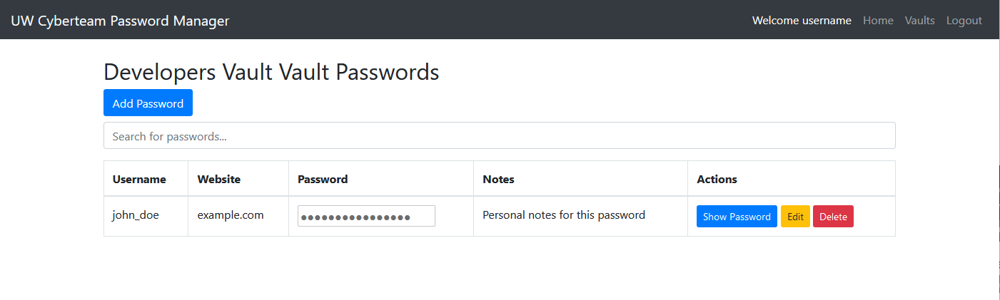 UW Cyberteam Password Manager Welcome username Home Vaults Logout
Developers Vault Vault Passwords
Add Password
Search for passwords...
Username Website Password Notes Actions
john_doe example.com ●●●●●●●●●●●●●●●● Personal notes for this password Show Password Edit Delete